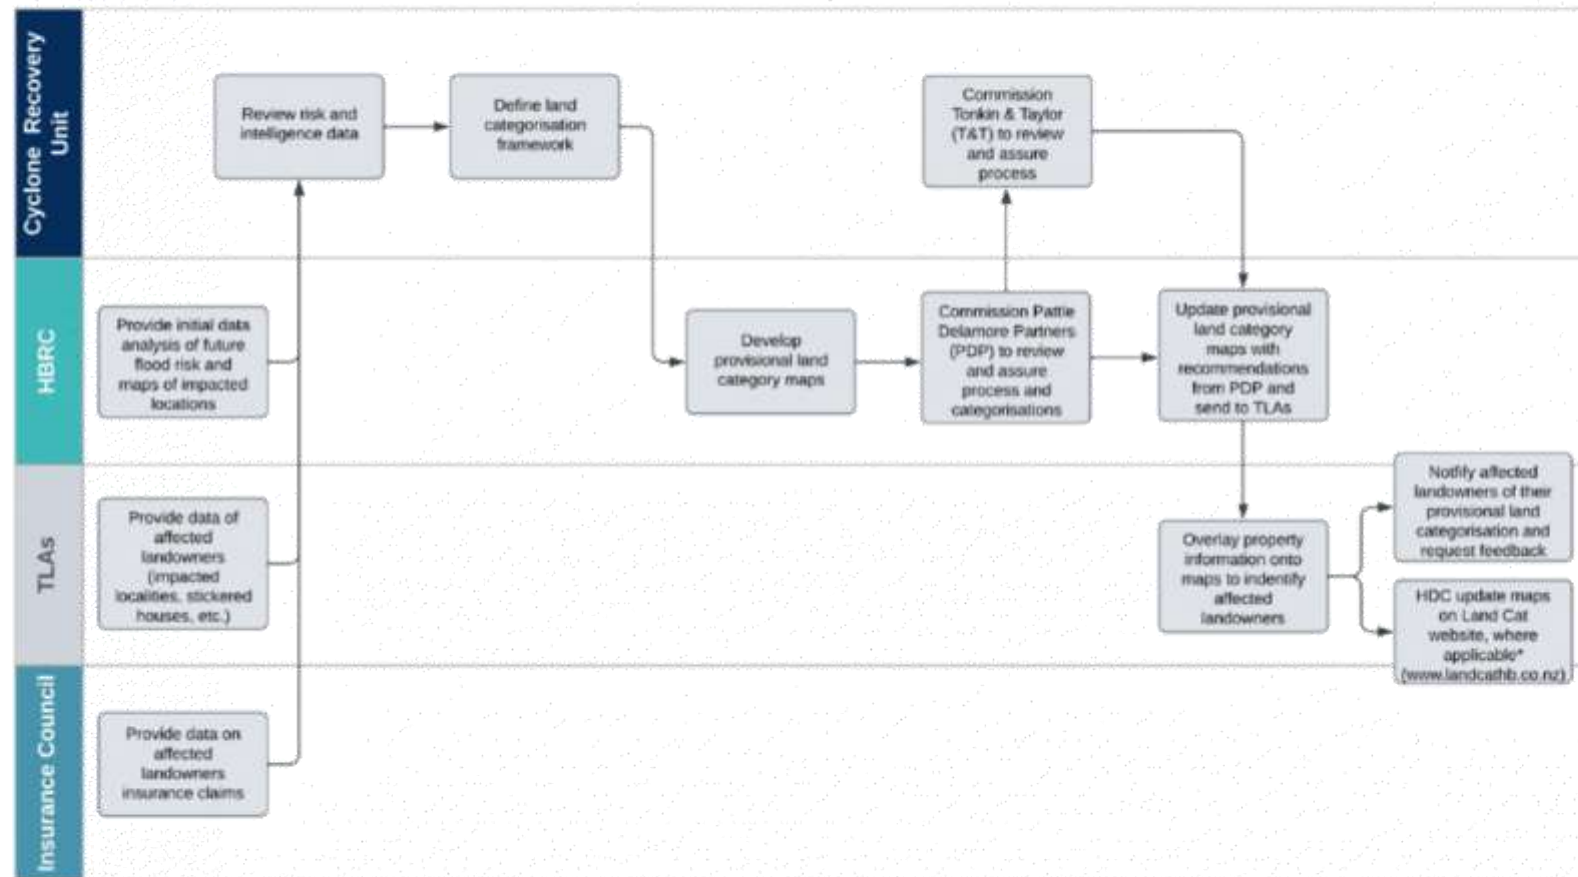 Cyclone Recovery
Unit
Review risk and
intelligence data
Define land
categorisation
framework
Commission
Tonkin & Taylor
(T&T) to review
and assure
process
HBRC
Provide initial data
analysis of future
flood risk and
maps of impacted
locations
Develop
provisional land
category maps
Commission Pattle
Delamore Partners
(PDP) to review
and assure
process and
categorisations
Update provisional
land category
maps with
recommendations
from PDP and
send to TLAs
TLAs
Provide data of
affected
landowners
(impacted
localities, stickered
houses, etc.)
Overlay property
information onto
maps to indentify
affected
landowners
Notfify affected
landowners of their
provisional land
categorisation and
request feedback
HDC update maps
on Land Cat
website, where
applicable*
(www.landcathb.co.nz)
Insurance Council
Provide data on
affected
landowners
insurance claims